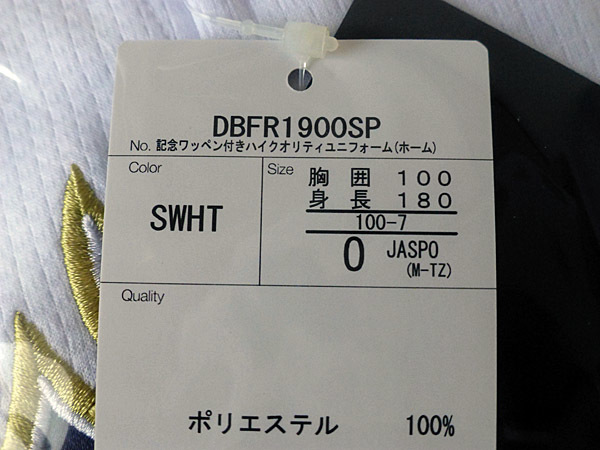 DBFR1900SP
No. 記念ワッペン付きハイクオリティユニフォーム(ホーム)
Color
SWHT
Size
胸 囲 100
身 長 180
100-7
O JASPO
(M-TZ)
Quality
ポリエステル 100%